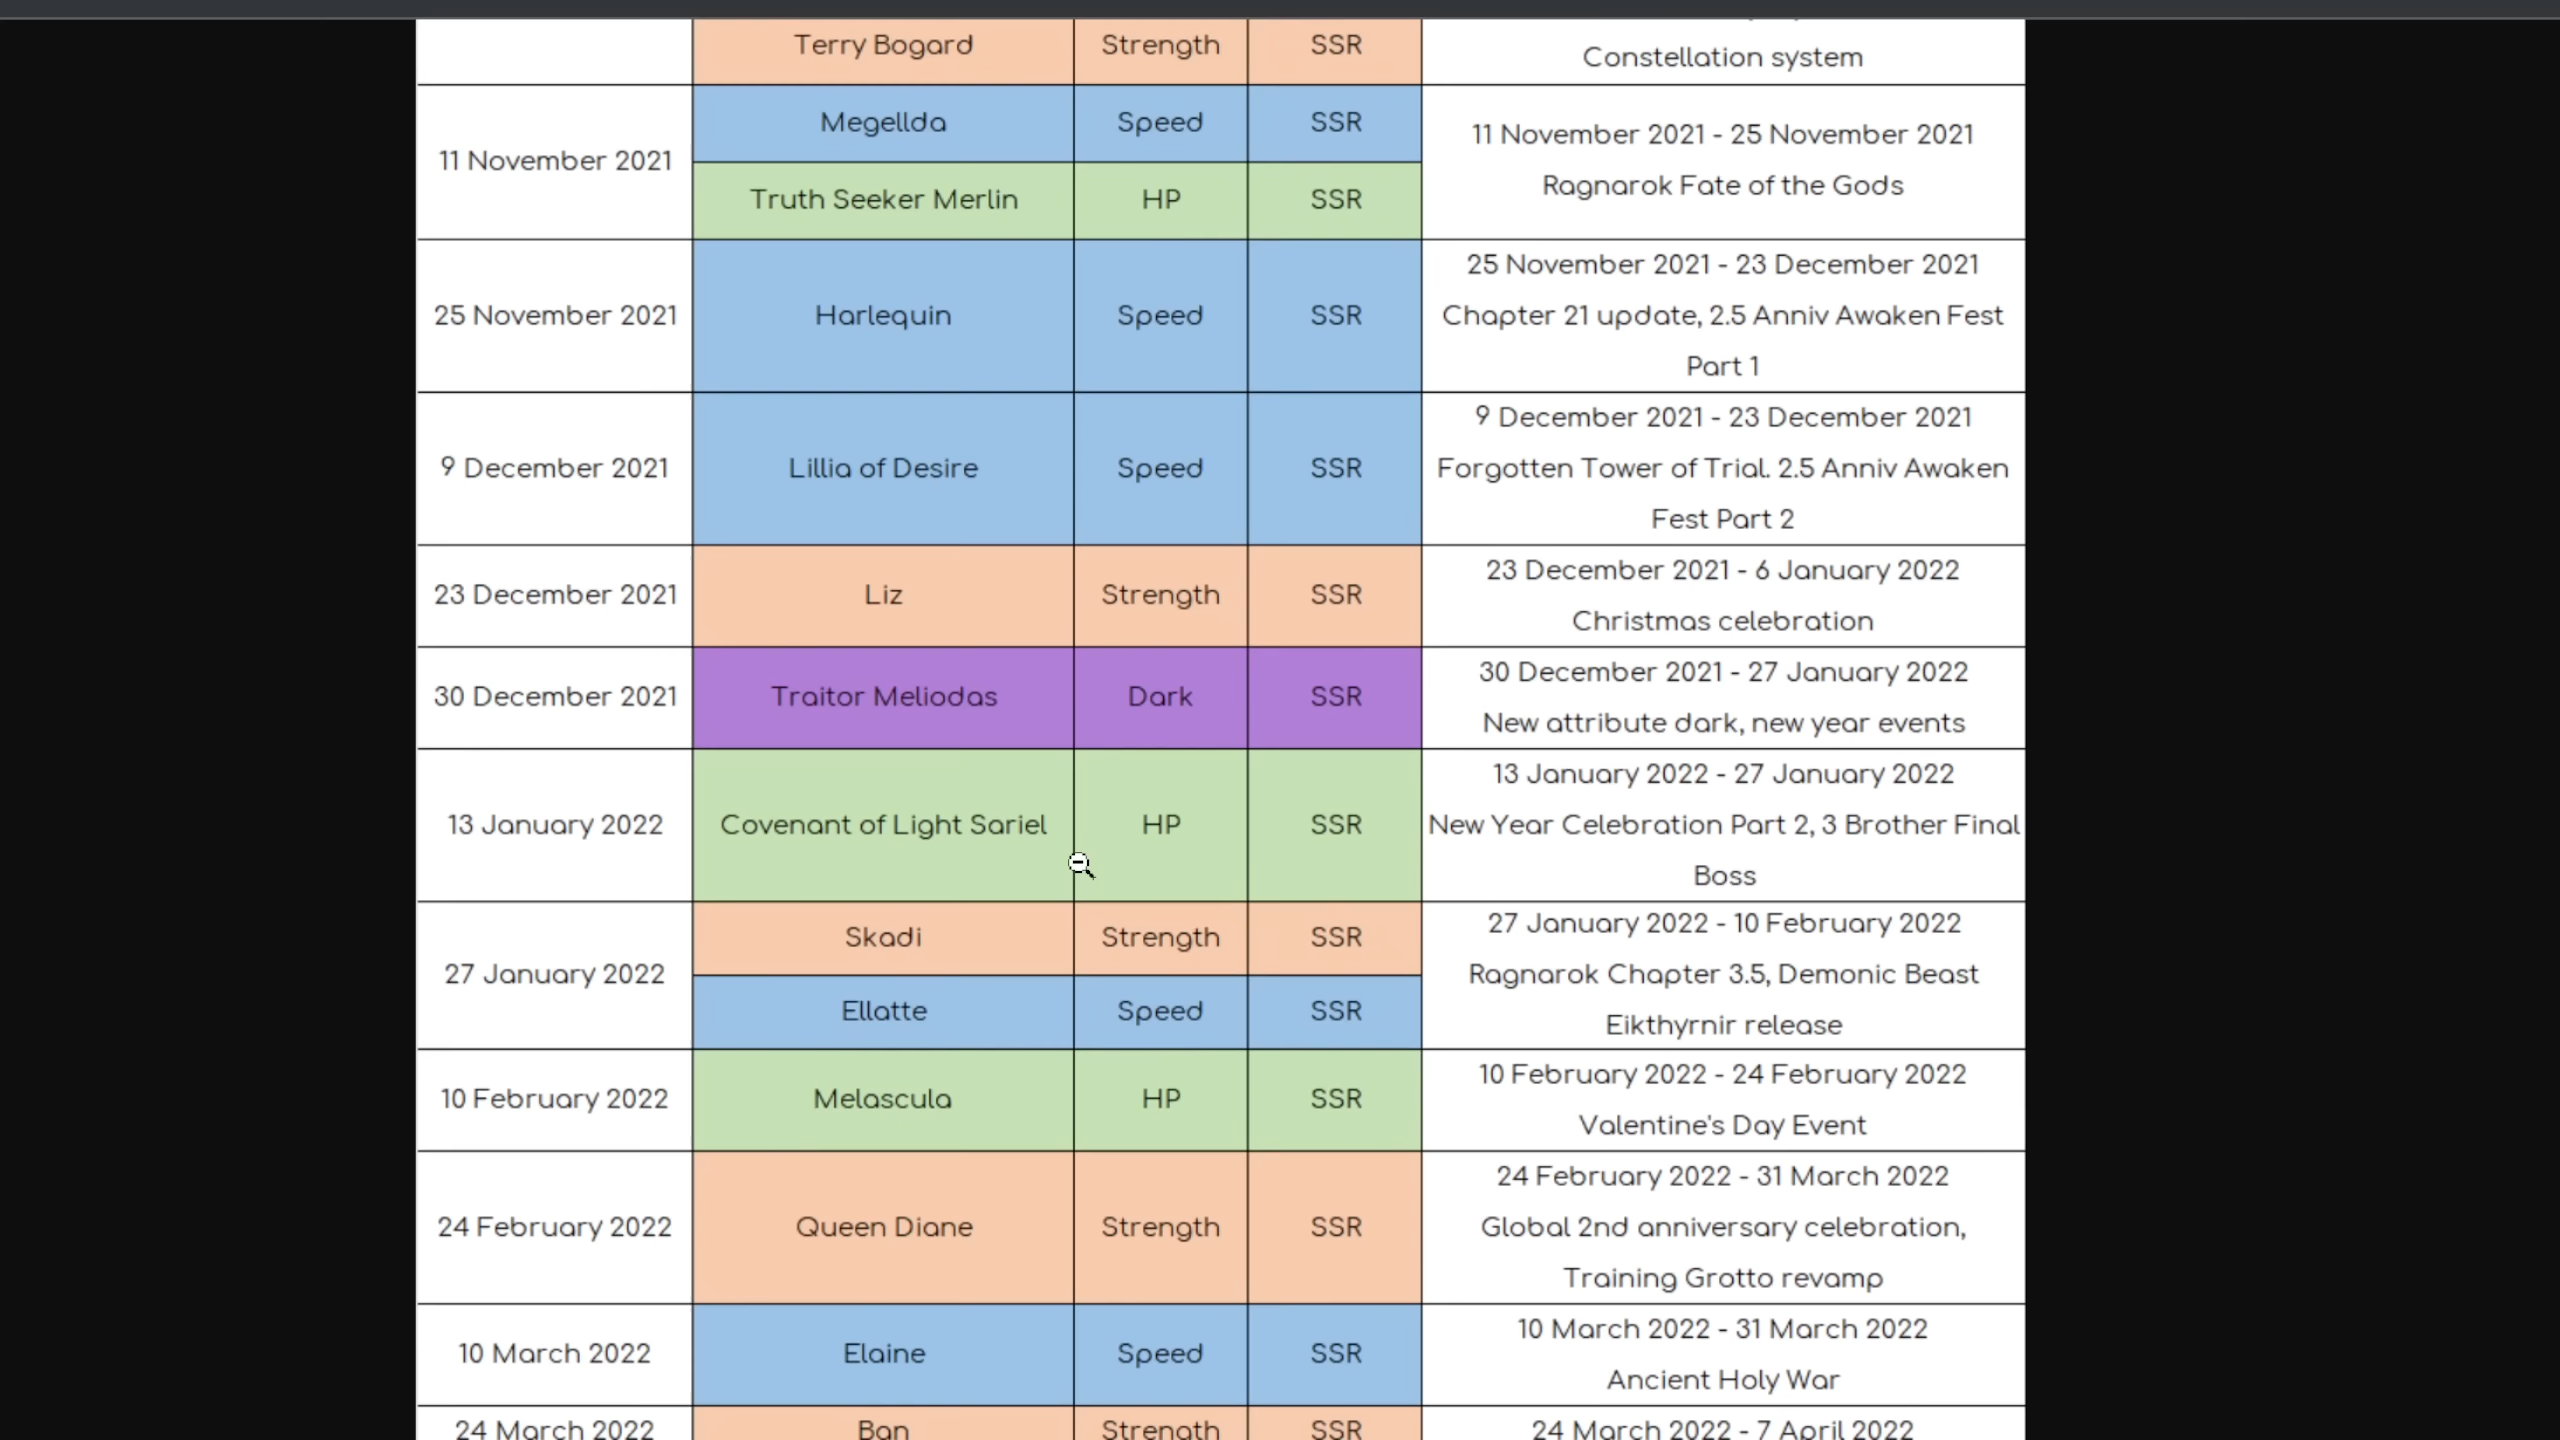 Terry Bogard Strength SSR
Constellation system
11 November 2021
Megellda Speed SSR
Truth Seeker Merlin HP SSR
11 November 2021 - 25 November 2021
Ragnarok Fate of the Gods
25 November 2021
Harlequin Speed SSR
25 November 2021 - 23 December 2021
Chapter 21 update, 2.5 Anniv Awaken Fest
Part 1
9 December 2021
Lillia of Desire Speed SSR
9 December 2021 - 23 December 2021
Forgotten Tower of Trial. 2.5 Anniv Awaken
Fest Part 2
23 December 2021
Liz Strength SSR
23 December 2021 - 6 January 2022
Christmas celebration
30 December 2021
Traitor Meliodas Dark SSR
30 December 2021 - 27 January 2022
New attribute dark, new year events
13 January 2022
Covenant of Light Sariel HP SSR
13 January 2022 - 27 January 2022
New Year Celebration Part 2, 3 Brother Final
Boss
27 January 2022
Skadi Strength SSR
Ellatte Speed SSR
27 January 2022 - 10 February 2022
Ragnarok Chapter 3.5, Demonic Beast
Eikthyrnir release
10 February 2022
Melascula HP SSR
10 February 2022 - 24 February 2022
Valentine's Day Event
24 February 2022
Queen Diane Strength SSR
24 February 2022 - 31 March 2022
Global 2nd anniversary celebration,
Training Grotto revamp
10 March 2022
Elaine Speed SSR
10 March 2022 - 31 March 2022
Ancient Holy War
24 March 2022
Ban Strength SSR
24 March 2022 - 7 April 2022